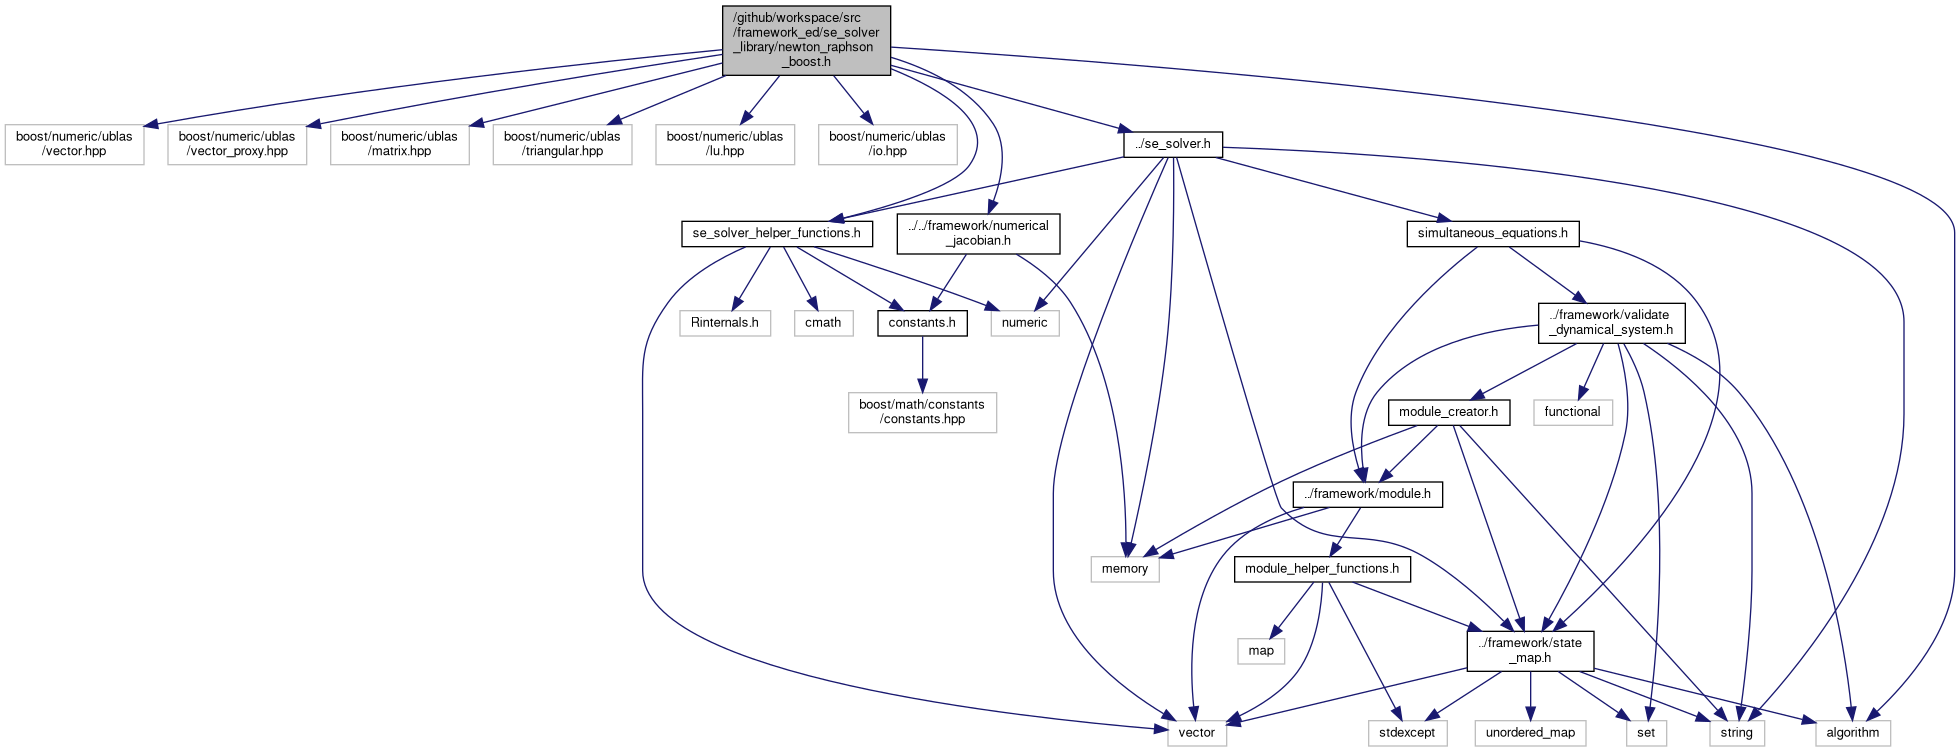 /github/workspace/src
/framework_ed/se_solver
_library/newton_raphson
_boost.h
boost/numeric/ublas
/vector.hpp
boost/numeric/ublas
/vector_proxy.hpp
boost/numeric/ublas
/matrix.hpp
boost/numeric/ublas
/triangular.hpp
boost/numeric/ublas
/lu.hpp
boost/numeric/ublas
/io.hpp
../se_solver.h
se_solver_helper_functions.h
../../framework/numerical
_jacobian.h
simultaneous_equations.h
Rinternals.h
cmath
constants.h
numeric
../framework/validate
_dynamical_system.h
boost/math/constants
/constants.hpp
module_creator.h
functional
../framework/module.h
memory
module_helper_functions.h
map
../framework/state
_map.h
vector
stdexcept
unordered_map
set
string
algorithm